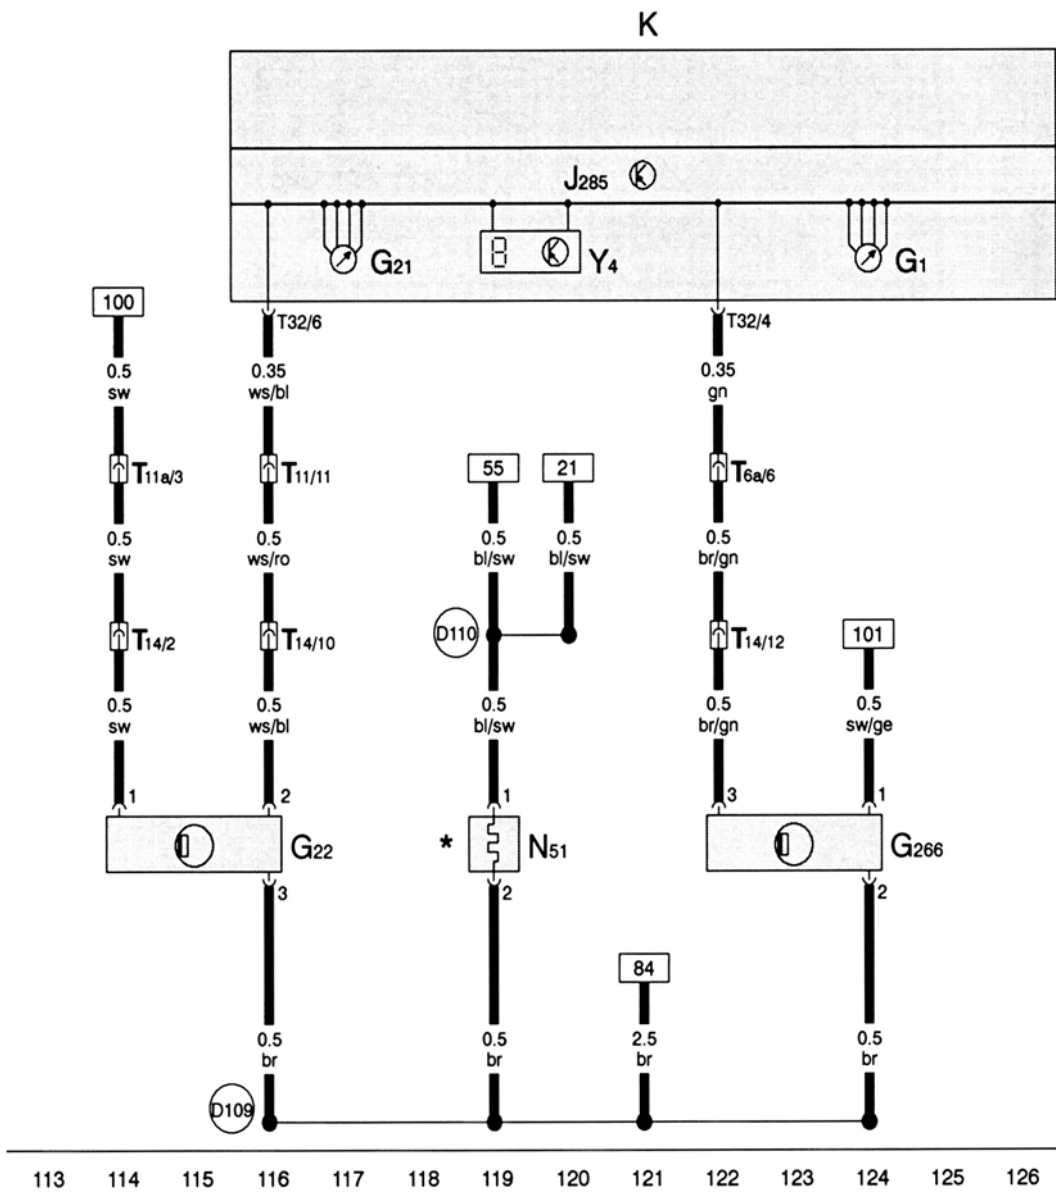 K
J285
G21
Y4
G1
100
T32/6
T32/4
0.5
sw
0.35
ws/bl
0.35
gn
T11a/3
T11/11
55
21
T6a/6
0.5
sw
0.5
ws/ro
0.5
bl/sw
0.5
bl/sw
0.5
br/gn
T14/2
T14/10
D110
T14/12
101
0.5
sw
0.5
ws/bl
0.5
bl/sw
0.5
br/gn
0.5
sw/ge
1
2
1
3
1
G22
*
N51
G266
3
2
2
84
0.5
br
0.5
br
2.5
br
0.5
br
D109
113 114 115 116 117 118 119 120 121 122 123 124 125 126